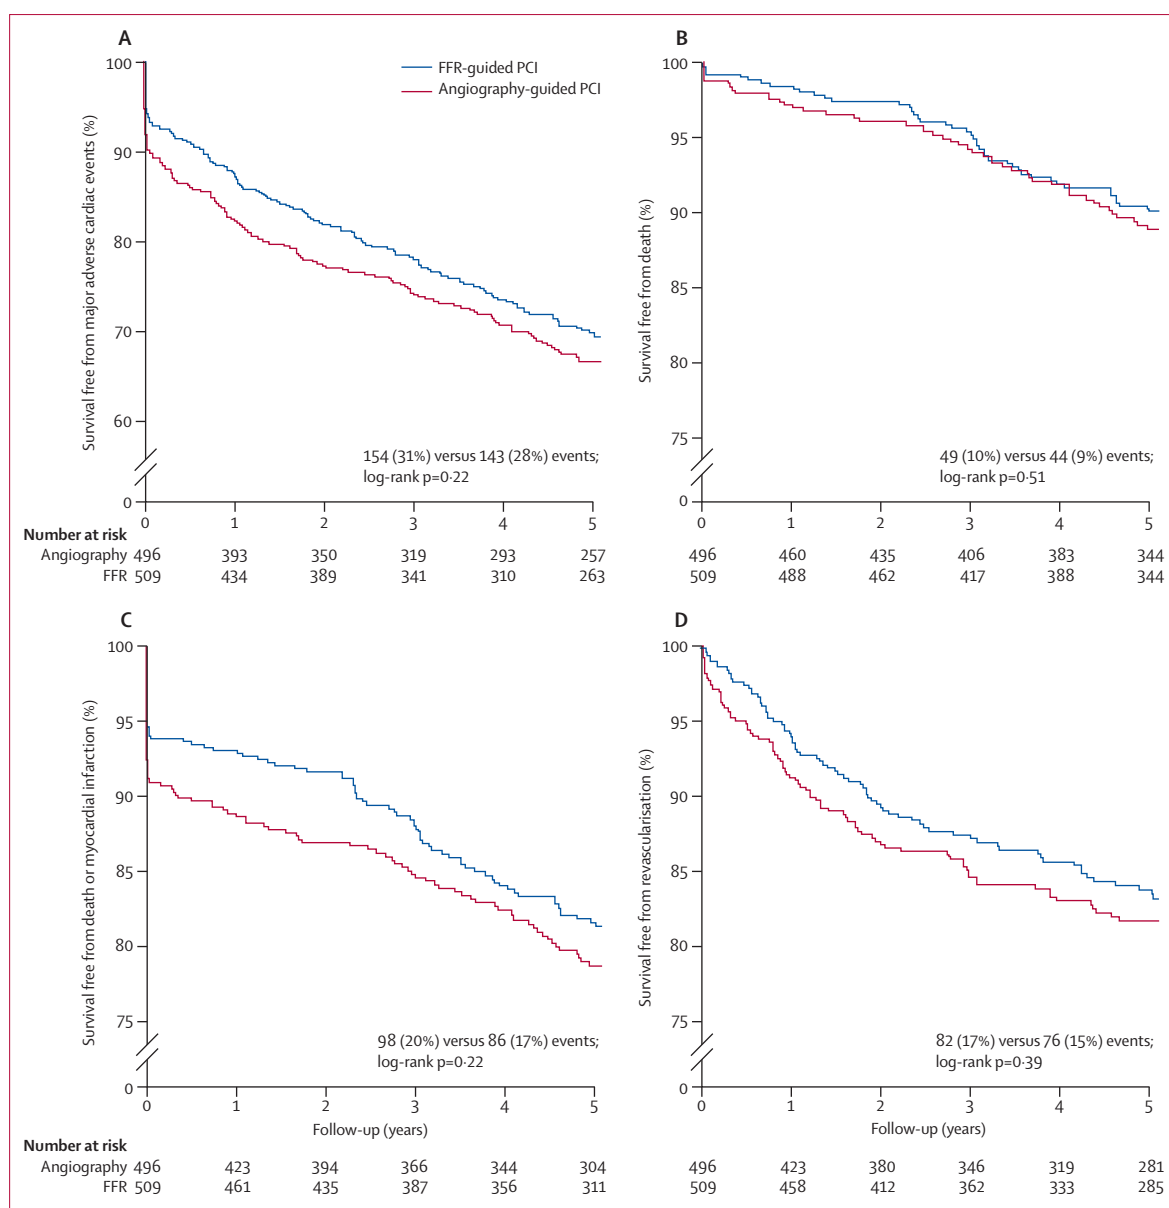 A
FFR-guided PCI
Angiography-guided PCI
Survival free from major adverse cardiac events (%)
100
90
80
70
60
0
154 (31%) versus 143 (28%) events;
log-rank p=0·22
0 1 2 3 4 5
Number at risk
Angiography 496 393 350 319 293 257
FFR 509 434 389 341 310 263
B
Survival free from death (%)
100
95
90
85
80
75
0
49 (10%) versus 44 (9%) events;
log-rank p=0·51
0 1 2 3 4 5
496 460 435 406 383 344
509 488 462 417 388 344
C
Survival free from death or myocardial infarction (%)
100
95
90
85
80
75
0
98 (20%) versus 86 (17%) events;
log-rank p=0·22
0 1 2 3 4 5
Follow-up (years)
Number at risk
Angiography 496 423 394 366 344 304
FFR 509 461 435 387 356 311
D
Survival free from revascularisation (%)
100
95
90
85
80
75
0
82 (17%) versus 76 (15%) events;
log-rank p=0·39
0 1 2 3 4 5
Follow-up (years)
496 423 380 346 319 281
509 458 412 362 333 285